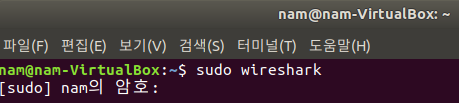 nam@nam-VirtualBox: ~
파일(F) 편집(E) 보기(V) 검색(S) 터미널(T) 도움말(H)
nam@nam-VirtualBox:~$ sudo wireshark
[sudo] nam의 암호: